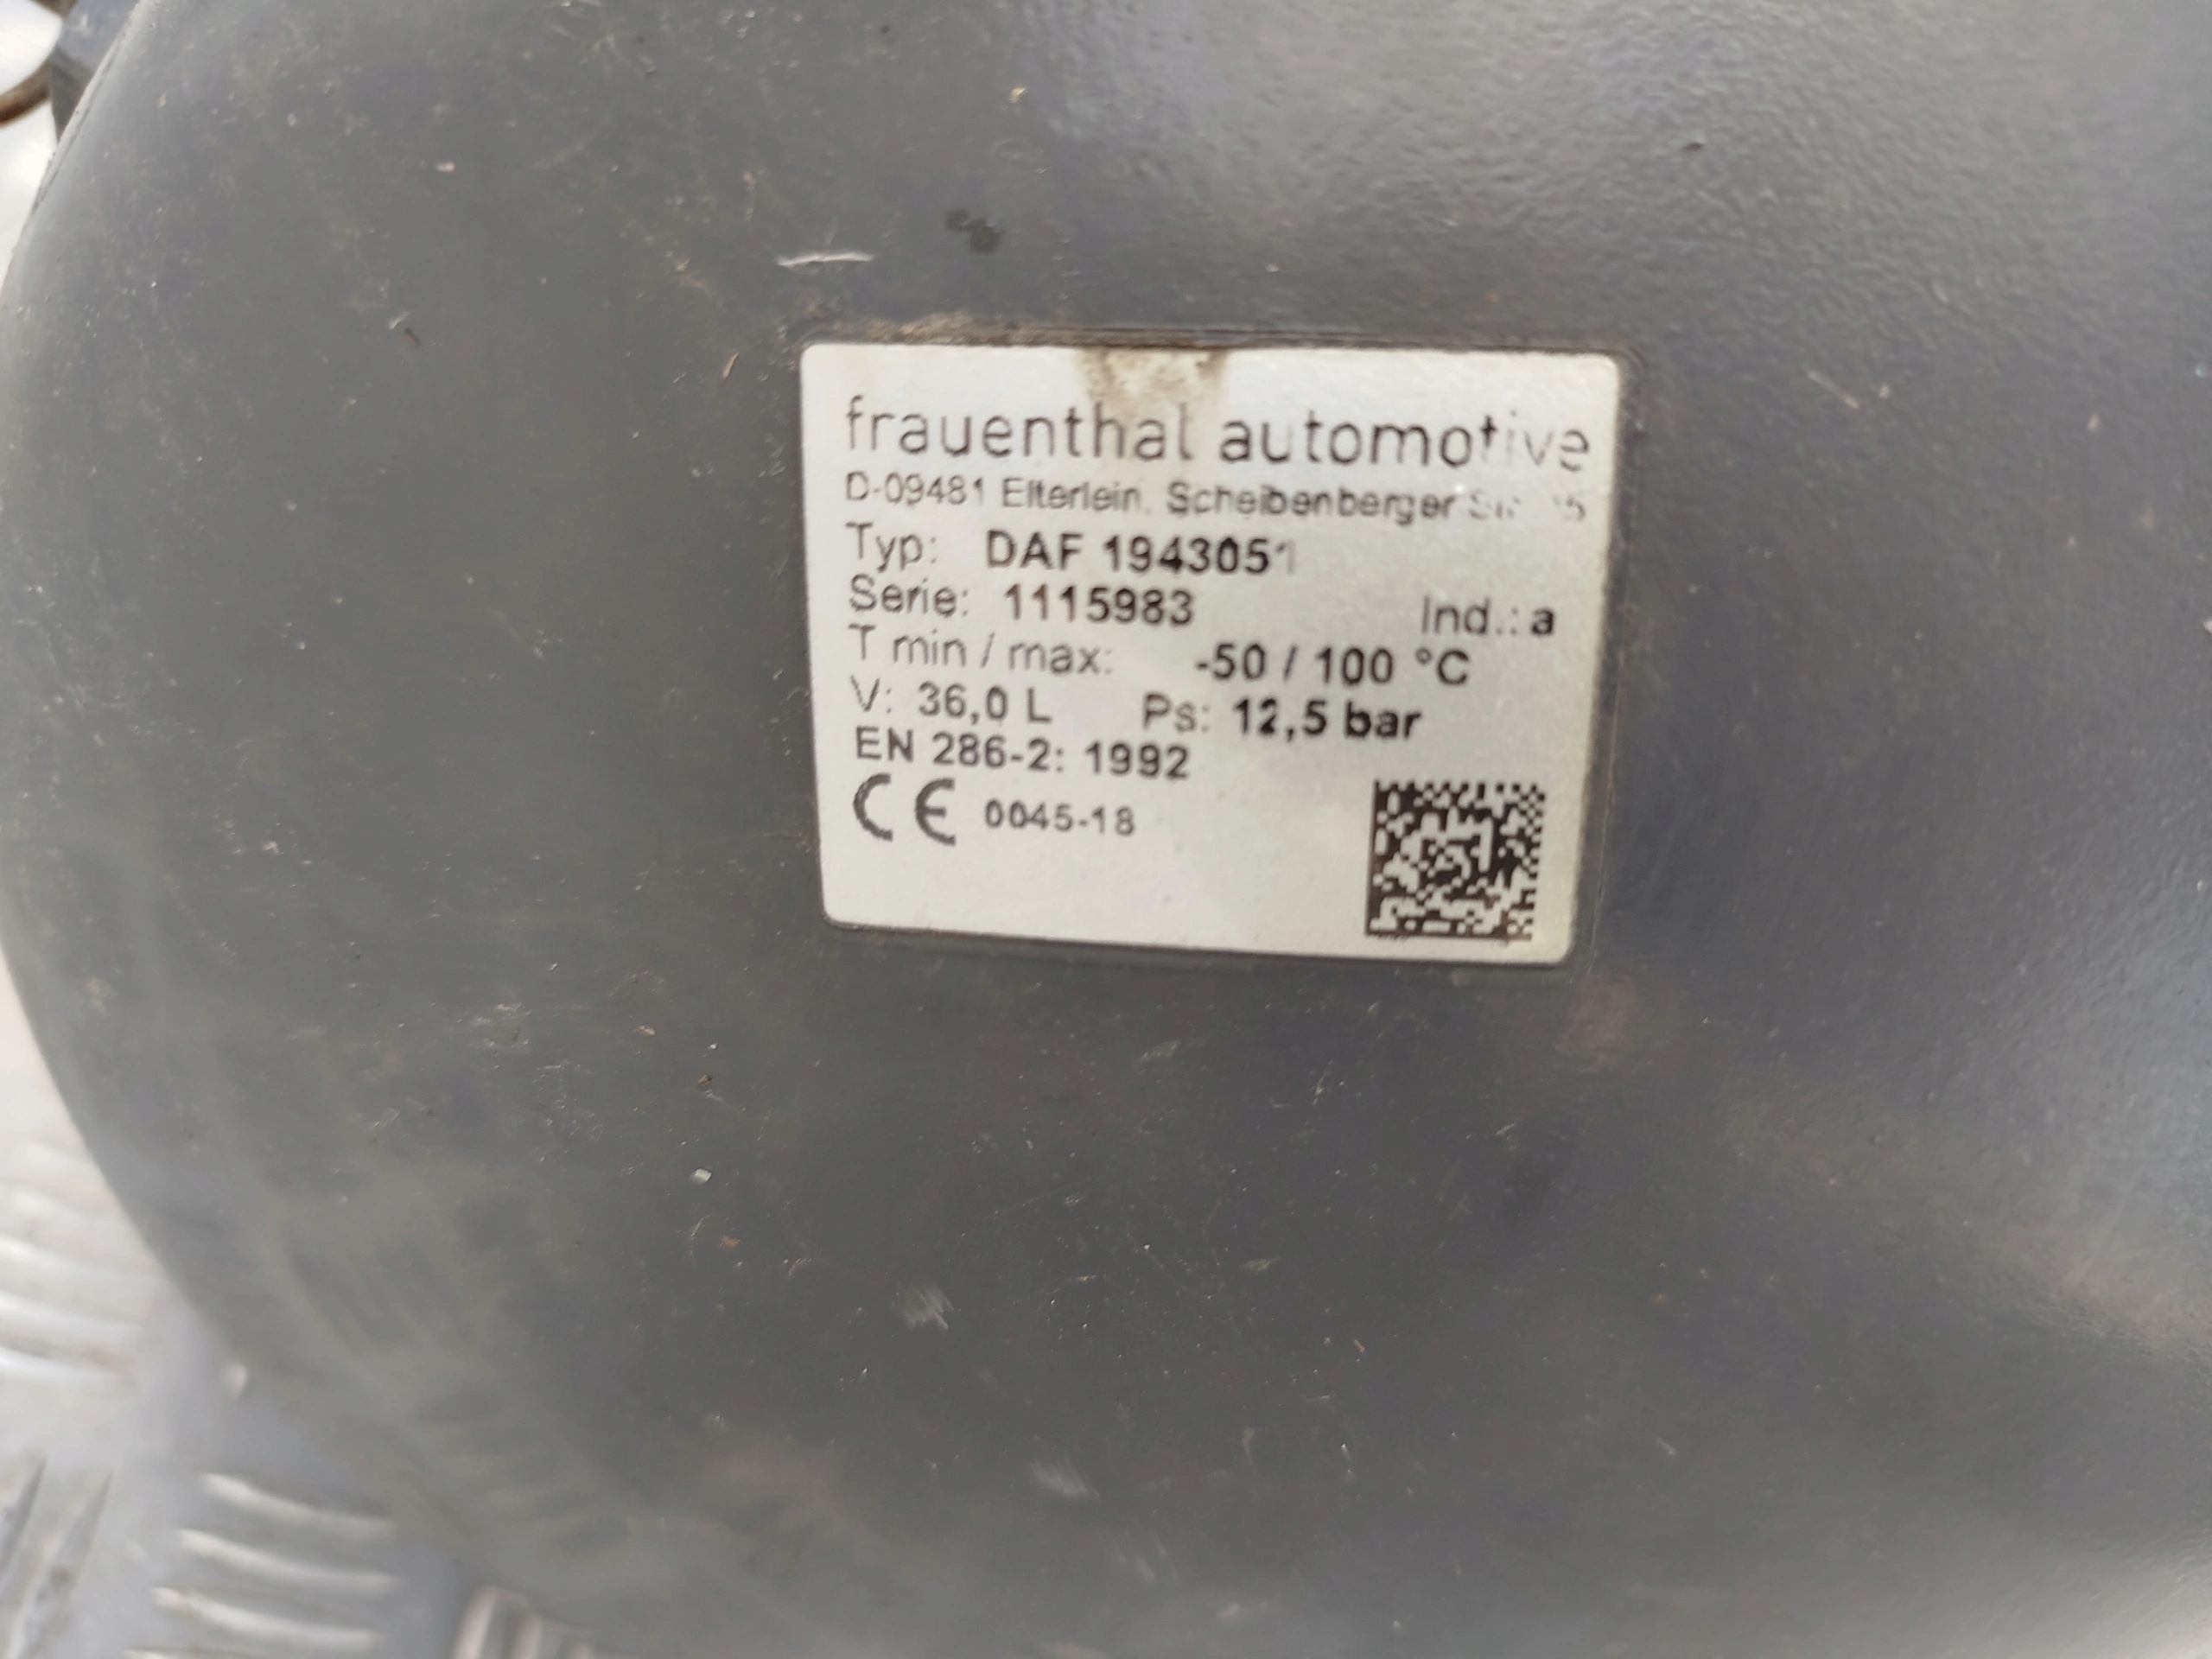 frauenthal automotive
D-09481 Elterlein, Scheibenberger
Typ: DAF 1943051
Serie: 1115983 Ind.: a
T min / max: -50 / 100 °C
V: 36,0 L Ps: 12,5 bar
EN 286-2: 1992
CE 0045-18